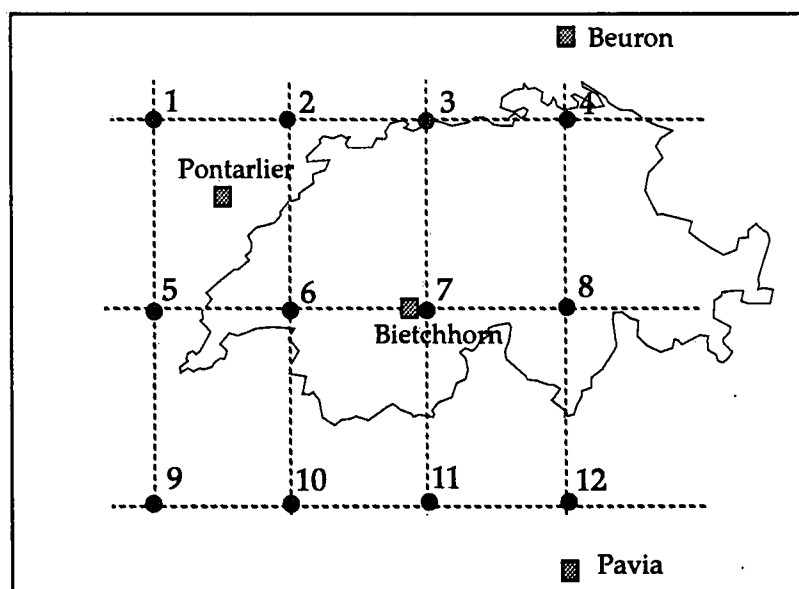 Beuron
1 2 3 4
Pontarlier
5 6 7 8
Bietchhorn
9 10 11 12
Pavia